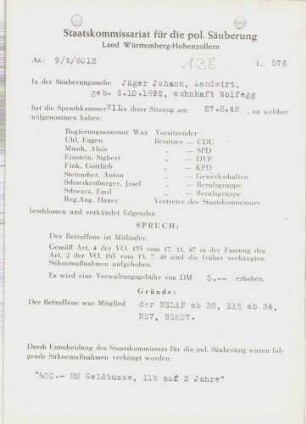 Staatskommissariat für die pol. Säuberung
Land Württemberg-Hohenzollern
Az: 9/t/6012 138 L. 576
In der Säuberungssache Jäger Johann, Landwirt,
geb. 6.10.1892, wohnhaft Wolfegg
hat die Spruchkammer VII in ihrer Sitzung am 27.8.48, an welcher
teilgenommen haben:
Regierungsassessor Wax Vorsitzender
Uhl, Eugen Beisitzer — CDU
Munth, Alois „ — SPD
Einstein, Sigbert „ — DVP
Fink, Gottlieb „ — KPD
Steinacher, Anton „ — Gewerkschaften
Schneckenburger, Josef „ — Berufsgruppe
Schwarz, Emil „ — Berufsgruppe
Reg.Ang. Hauer Vertreter des Staatskommissars
beschlossen und verkündet folgenden
SPRUCH:
Der Betroffene ist Mitläufer.
Gemäß Art. 4 der VO. 133 vom 17. 11. 47 in der Fassung des
Art. 2 der VO. 165 vom 13. 7. 48 sind die früher verhängten
Sühnemaßnahmen aufgehoben.
Es wird eine Verwaltungsgebühr von DM 5.-- erhoben.
Gründe:
Der Betroffene war Mitglied der NSDAP ab 38, SAR ab 34,
NSV, NSKOV.
Durch Entscheidung des Staatskommissars für die pol. Säuberung waren fol-
gende Sühnemaßnahmen verhängt worden:
"400.- RM Geldbusse, 11b auf 2 Jahre"